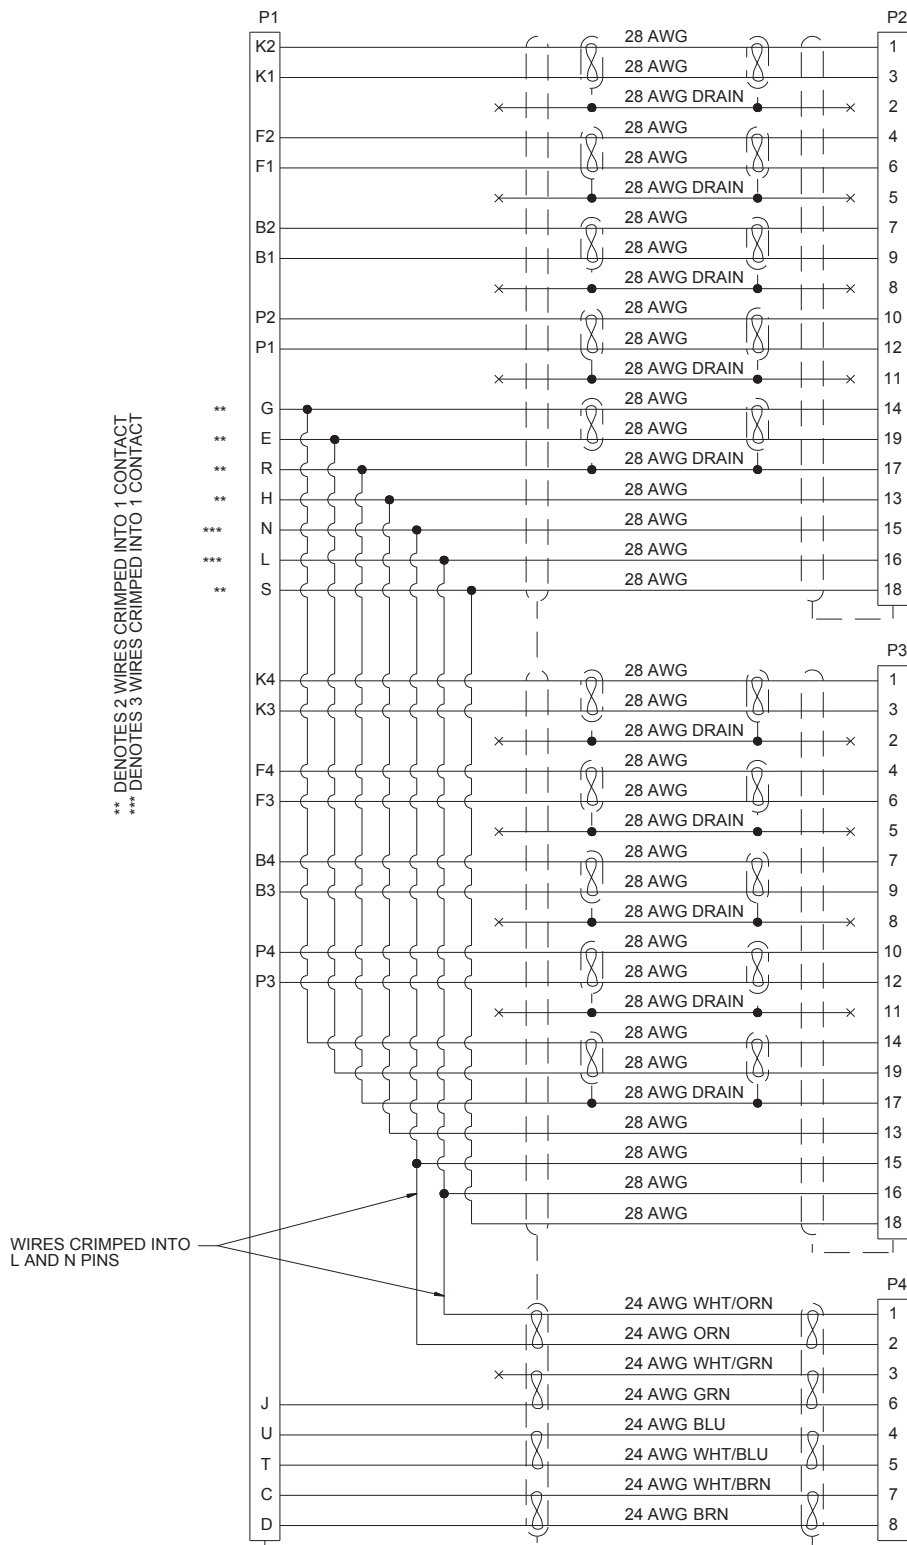 P1 P2
K2 28 AWG 1
K1 28 AWG 3
28 AWG DRAIN 2
F2 28 AWG 4
F1 28 AWG 6
28 AWG DRAIN 5
B2 28 AWG 7
B1 28 AWG 9
28 AWG DRAIN 8
P2 28 AWG 10
P1 28 AWG 12
28 AWG DRAIN 11
** G 28 AWG 14
** E 28 AWG 19
** R 28 AWG DRAIN 17
** H 28 AWG 13
*** N 28 AWG 15
*** L 28 AWG 16
** S 28 AWG 18
** DENOTES 2 WIRES CRIMPED INTO 1 CONTACT
*** DENOTES 3 WIRES CRIMPED INTO 1 CONTACT
P3
K4 28 AWG 1
K3 28 AWG 3
28 AWG DRAIN 2
F4 28 AWG 4
F3 28 AWG 6
28 AWG DRAIN 5
B4 28 AWG 7
B3 28 AWG 9
28 AWG DRAIN 8
P4 28 AWG 10
P3 28 AWG 12
28 AWG DRAIN 11
28 AWG 14
28 AWG 19
28 AWG DRAIN 17
28 AWG 13
28 AWG 15
28 AWG 16
28 AWG 18
WIRES CRIMPED INTO
L AND N PINS
P4
24 AWG WHT/ORN 1
24 AWG ORN 2
24 AWG WHT/GRN 3
J 24 AWG GRN 6
U 24 AWG BLU 4
T 24 AWG WHT/BLU 5
C 24 AWG WHT/BRN 7
D 24 AWG BRN 8